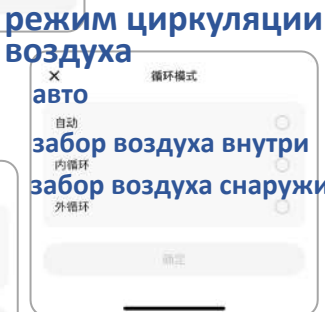 режим циркуляции
воздуха
× 循环模式
авто
自动
забор воздуха внутри
内循环
забор воздуха снаружи
外循环
确定